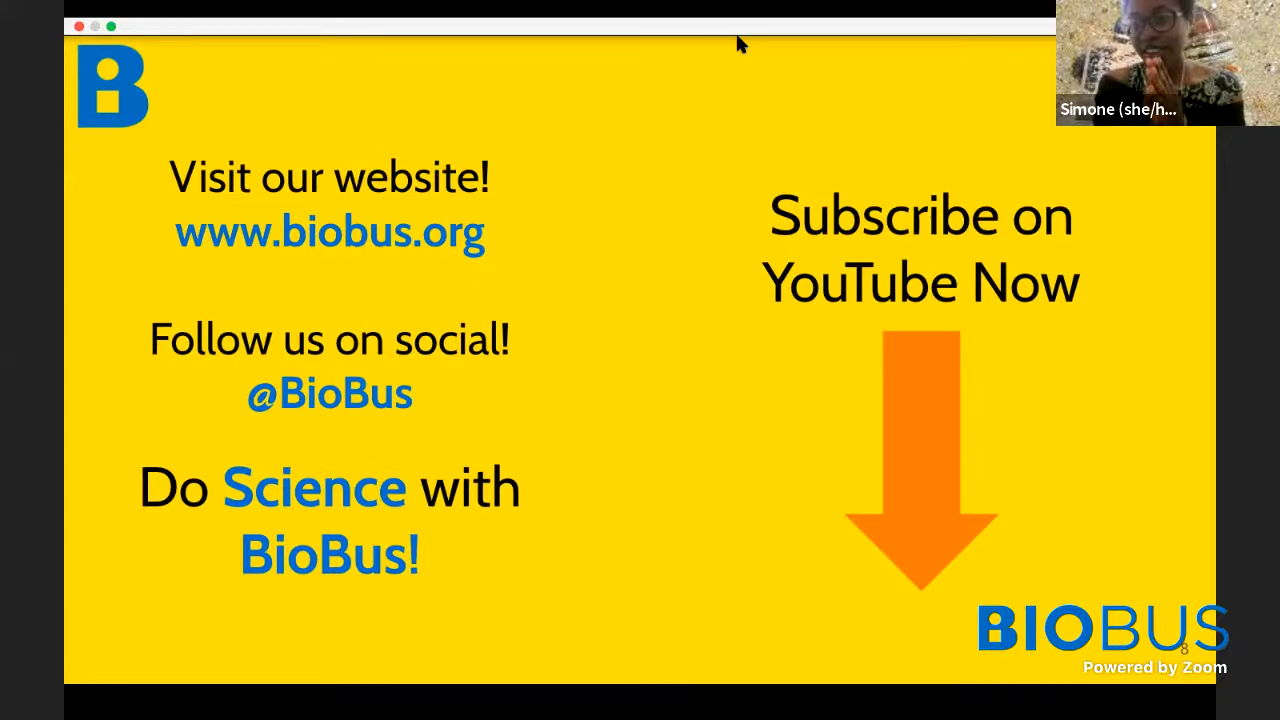 B
Visit our website!
www.biobus.org
Follow us on social!
@BioBus
Do Science with
BioBus!
Subscribe on
YouTube Now
Simone (she/h...
BIOBUS
8
Powered by Zoom